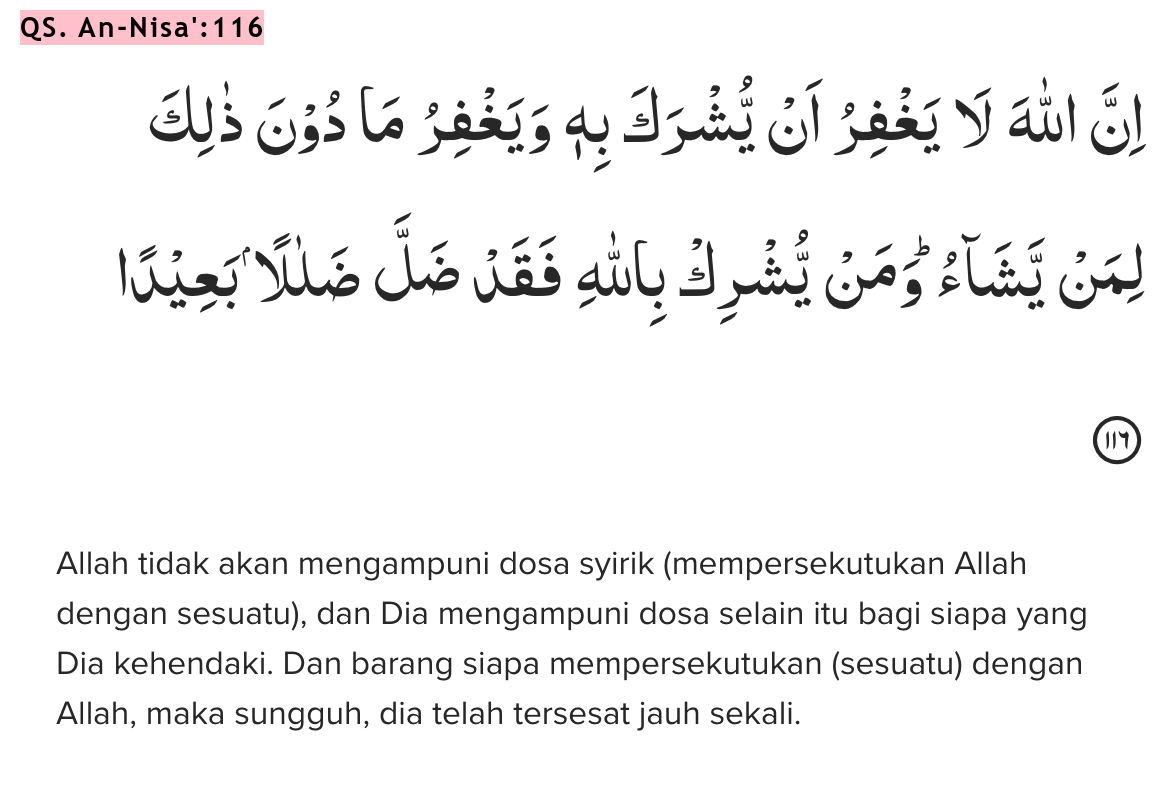 QS. An-Nisa':116
اِنَّ اللّٰهَ لَا يَغْفِرُ اَنْ يُّشْرَكَ بِهٖ وَيَغْفِرُ مَا دُوْنَ ذٰلِكَ
لِمَنْ يَّشَاۤءُ ۗوَمَنْ يُّشْرِكْ بِاللّٰهِ فَقَدْ ضَلَّ ضَلٰلًا ۢ بَعِيْدًا
١١٦
Allah tidak akan mengampuni dosa syirik (mempersekutukan Allah
dengan sesuatu), dan Dia mengampuni dosa selain itu bagi siapa yang
Dia kehendaki. Dan barang siapa mempersekutukan (sesuatu) dengan
Allah, maka sungguh, dia telah tersesat jauh sekali.